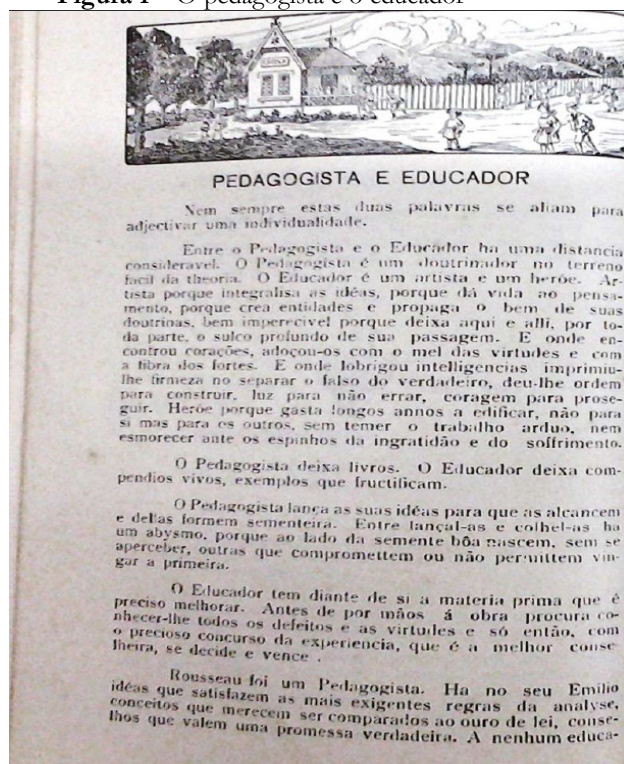 Figura 1 – O pedagogista e o educador
ESCOLA
PEDAGOGISTA E EDUCADOR
Nem sempre estas duas palavras se aliam para
adjectivar uma individualidade.
Entre o Pedagogista e o Educador ha uma distancia
consideravel. O Pedagogista é um doutrinador no terreno
facil da theoria. O Educador é um artista e um heróe. Ar-
tista porque integralisa as idéas, porque dá vida ao pensa-
mento, porque crea entidades e propaga o bem de suas
doutrinas, bem imperecivel porque deixa aqui e alli, por to-
da parte, o sulco profundo de sua passagem. E onde en-
controu corações, adoçou-os com o mel das virtudes e com
a fibra dos fortes. E onde lobrigou intelligencias imprimiu-
lhe firmeza no separar o falso do verdadeiro, deu-lhe ordem
para construir, luz para não errar, coragem para prose-
guir. Heróe porque gasta longos annos a edificar, não para
si mas para os outros, sem temer o trabalho arduo, nem
esmorecer ante os espinhos da ingratidão e do soffrimento.
O Pedagogista deixa livros. O Educador deixa com-
pendios vivos, exemplos que fructificam.
O Pedagogista lança as suas idéas para que as alcancem
e dellas formem sementeira. Entre lançal-as e colhel-as ha
um abysmo, porque ao lado da semente bôa nascem, sem se
aperceber, outras que compromettem ou não permittem vin-
gar a primeira.
O Educador tem diante de si a materia prima que é
preciso melhorar. Antes de por mãos á obra procura co-
nhecer-lhe todos os defeitos e as virtudes e só então, com
o precioso concurso da experiencia, que é a melhor conse-
lheira, se decide e vence .
Rousseau foi um Pedagogista. Ha no seu Emilio
idéas que satisfazem as mais exigentes regras da analyse,
conceitos que merecem ser comparados ao ouro de lei, conse-
lhos que valem uma promessa verdadeira. A nenhum educa-